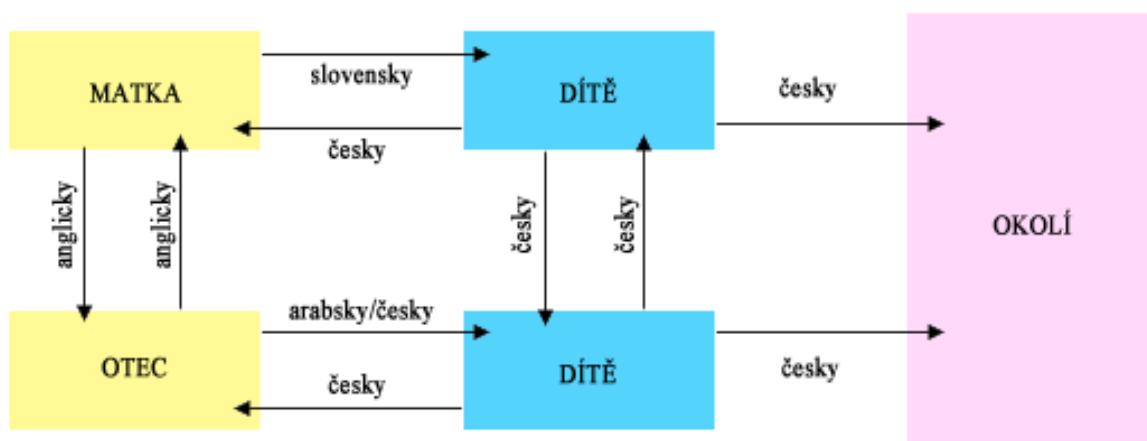 slovensky
MATKA
DÍTĚ
česky
česky
anglicky
anglicky
česky
česky
OKOLÍ
arabsky/česky
OTEC
DÍTĚ
česky
česky